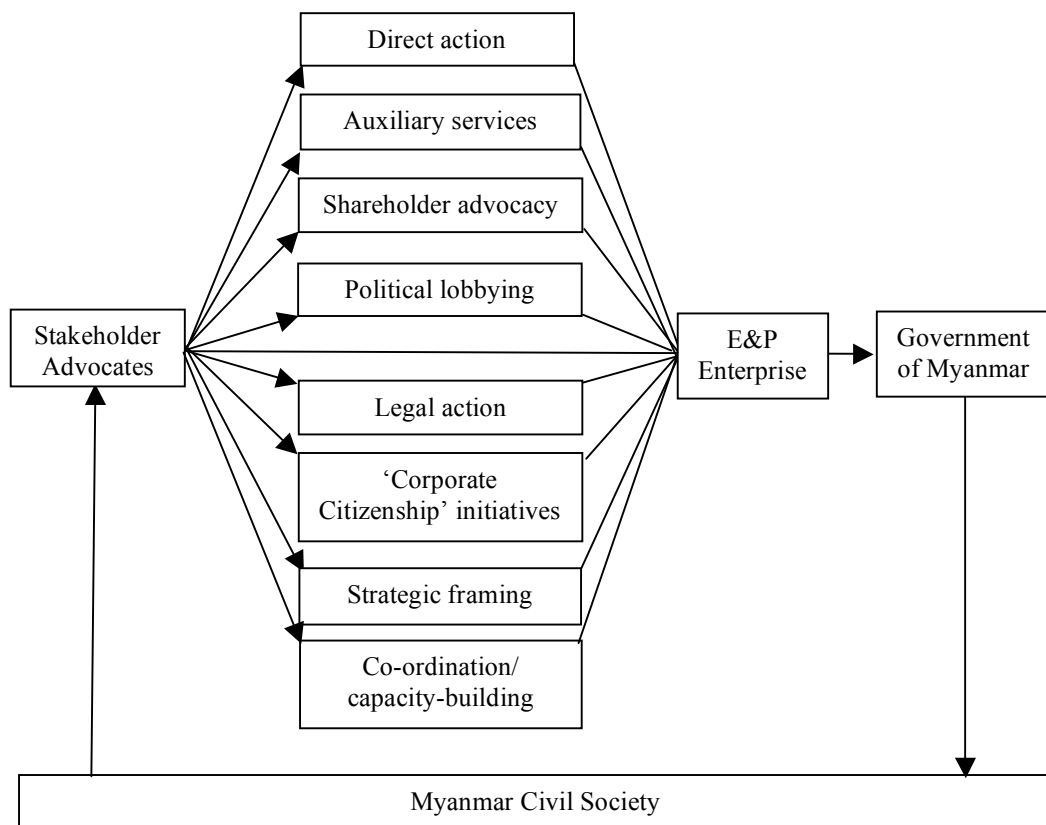 Direct action
Auxiliary services
Shareholder advocacy
Political lobbying
Stakeholder
Advocates
E&P
Enterprise
Government
of Myanmar
Legal action
‘Corporate
Citizenship’ initiatives
Strategic framing
Co-ordination/
capacity-building
Myanmar Civil Society